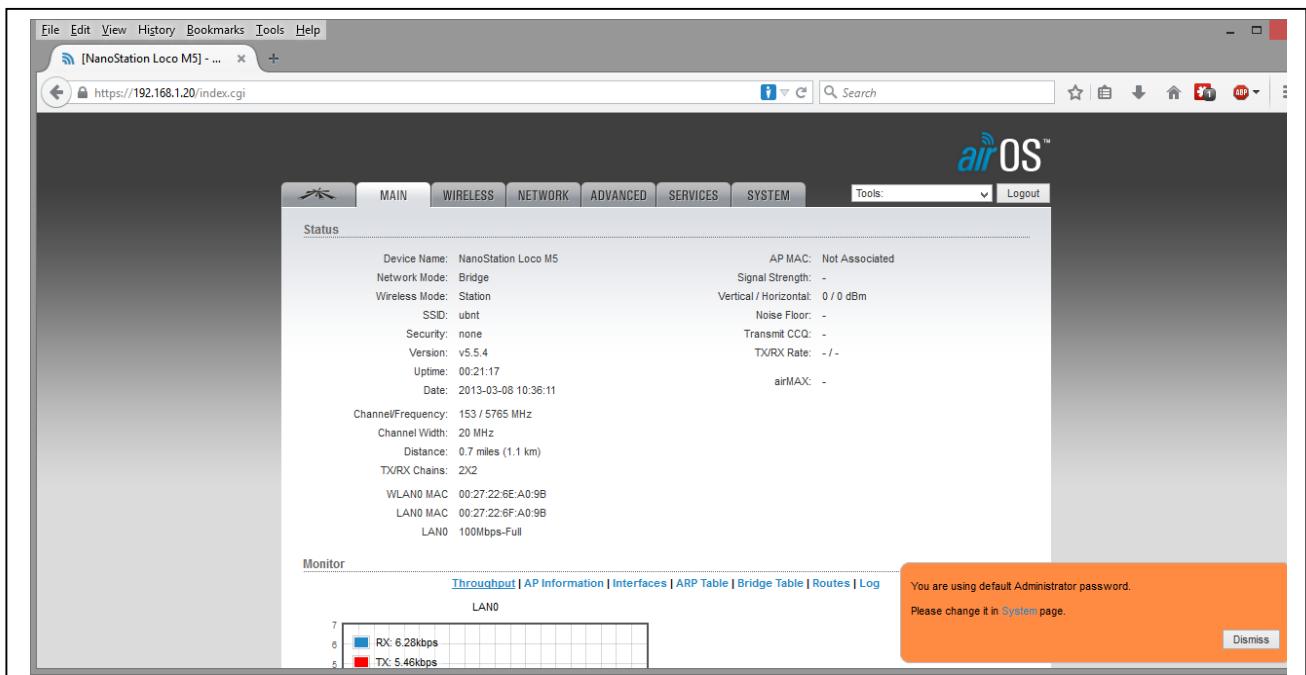 File Edit View History Bookmarks Tools Help
[NanoStation Loco M5] - ... × +
https://192.168.1.20/index.cgi Search
1 ABP
airOS™
MAIN WIRELESS NETWORK ADVANCED SERVICES SYSTEM Tools: Logout
Status
Device Name: NanoStation Loco M5
Network Mode: Bridge
Wireless Mode: Station
SSID: ubnt
Security: none
Version: v5.5.4
Uptime: 00:21:17
Date: 2013-03-08 10:36:11
Channel/Frequency: 153 / 5765 MHz
Channel Width: 20 MHz
Distance: 0.7 miles (1.1 km)
TX/RX Chains: 2X2
WLAN0 MAC 00:27:22:6E:A0:9B
LAN0 MAC 00:27:22:6F:A0:9B
LAN0 100Mbps-Full
AP MAC: Not Associated
Signal Strength: -
Vertical / Horizontal: 0 / 0 dBm
Noise Floor: -
Transmit CCQ: -
TX/RX Rate: - / -
airMAX: -
Monitor
Throughput | AP Information | Interfaces | ARP Table | Bridge Table | Routes | Log
LAN0
7
6
5
RX: 6.28kbps
TX: 5.46kbps
You are using default Administrator password.
Please change it in System page.
Dismiss